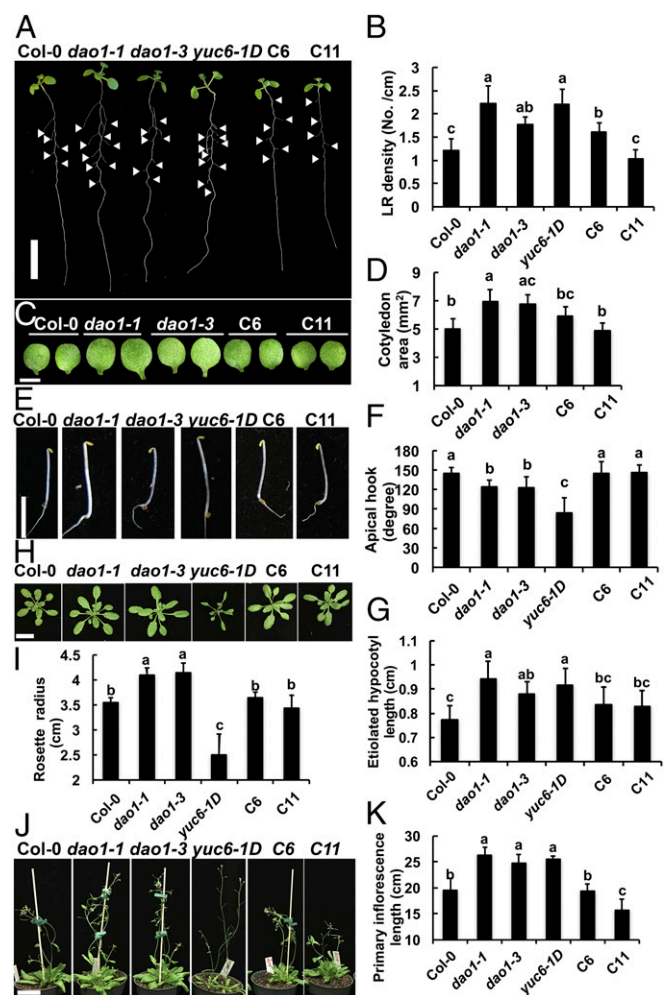 A
Col-0 dao1-1 dao1-3 yuc6-1D C6 C11
B
LR density (No. /cm)
3
2.5
2
1.5
1
0.5
0
c
a
ab
a
b
c
Col-0
dao1-1
dao1-3
yuc6-1D
C6
C11
C
Col-0 dao1-1 dao1-3 C6 C11
D
Cotyledon
area (mm²)
9
7
5
3
1
b
a
ac
bc
b
Col-0
dao1-1
dao1-3
C6
C11
E
Col-0 dao1-1 dao1-3 yuc6-1D C6 C11
F
Apical hook
(degree)
180
150
120
90
60
30
0
a
b
b
c
a
a
Col-0
dao1-1
dao1-3
yuc6-1D
C6
C11
H
Col-0 dao1-1 dao1-3 yuc6-1D C6 C11
G
Etiolated hypocotyl
length (cm)
1.1
1
0.9
0.8
0.7
0.6
c
a
ab
a
bc
bc
Col-0
dao1-1
dao1-3
yuc6-1D
C6
C11
I
Rosette radius
(cm)
4.5
4
3.5
3
2.5
2
b
a
a
c
b
b
Col-0
dao1-1
dao1-3
yuc6-1D
C6
C11
J
Col-0 dao1-1 dao1-3 yuc6-1D C6 C11
K
Primary inflorescence
length (cm)
30
25
20
15
10
b
a
a
a
b
c
Col-0
dao1-1
dao1-3
yuc6-1D
C6
C11